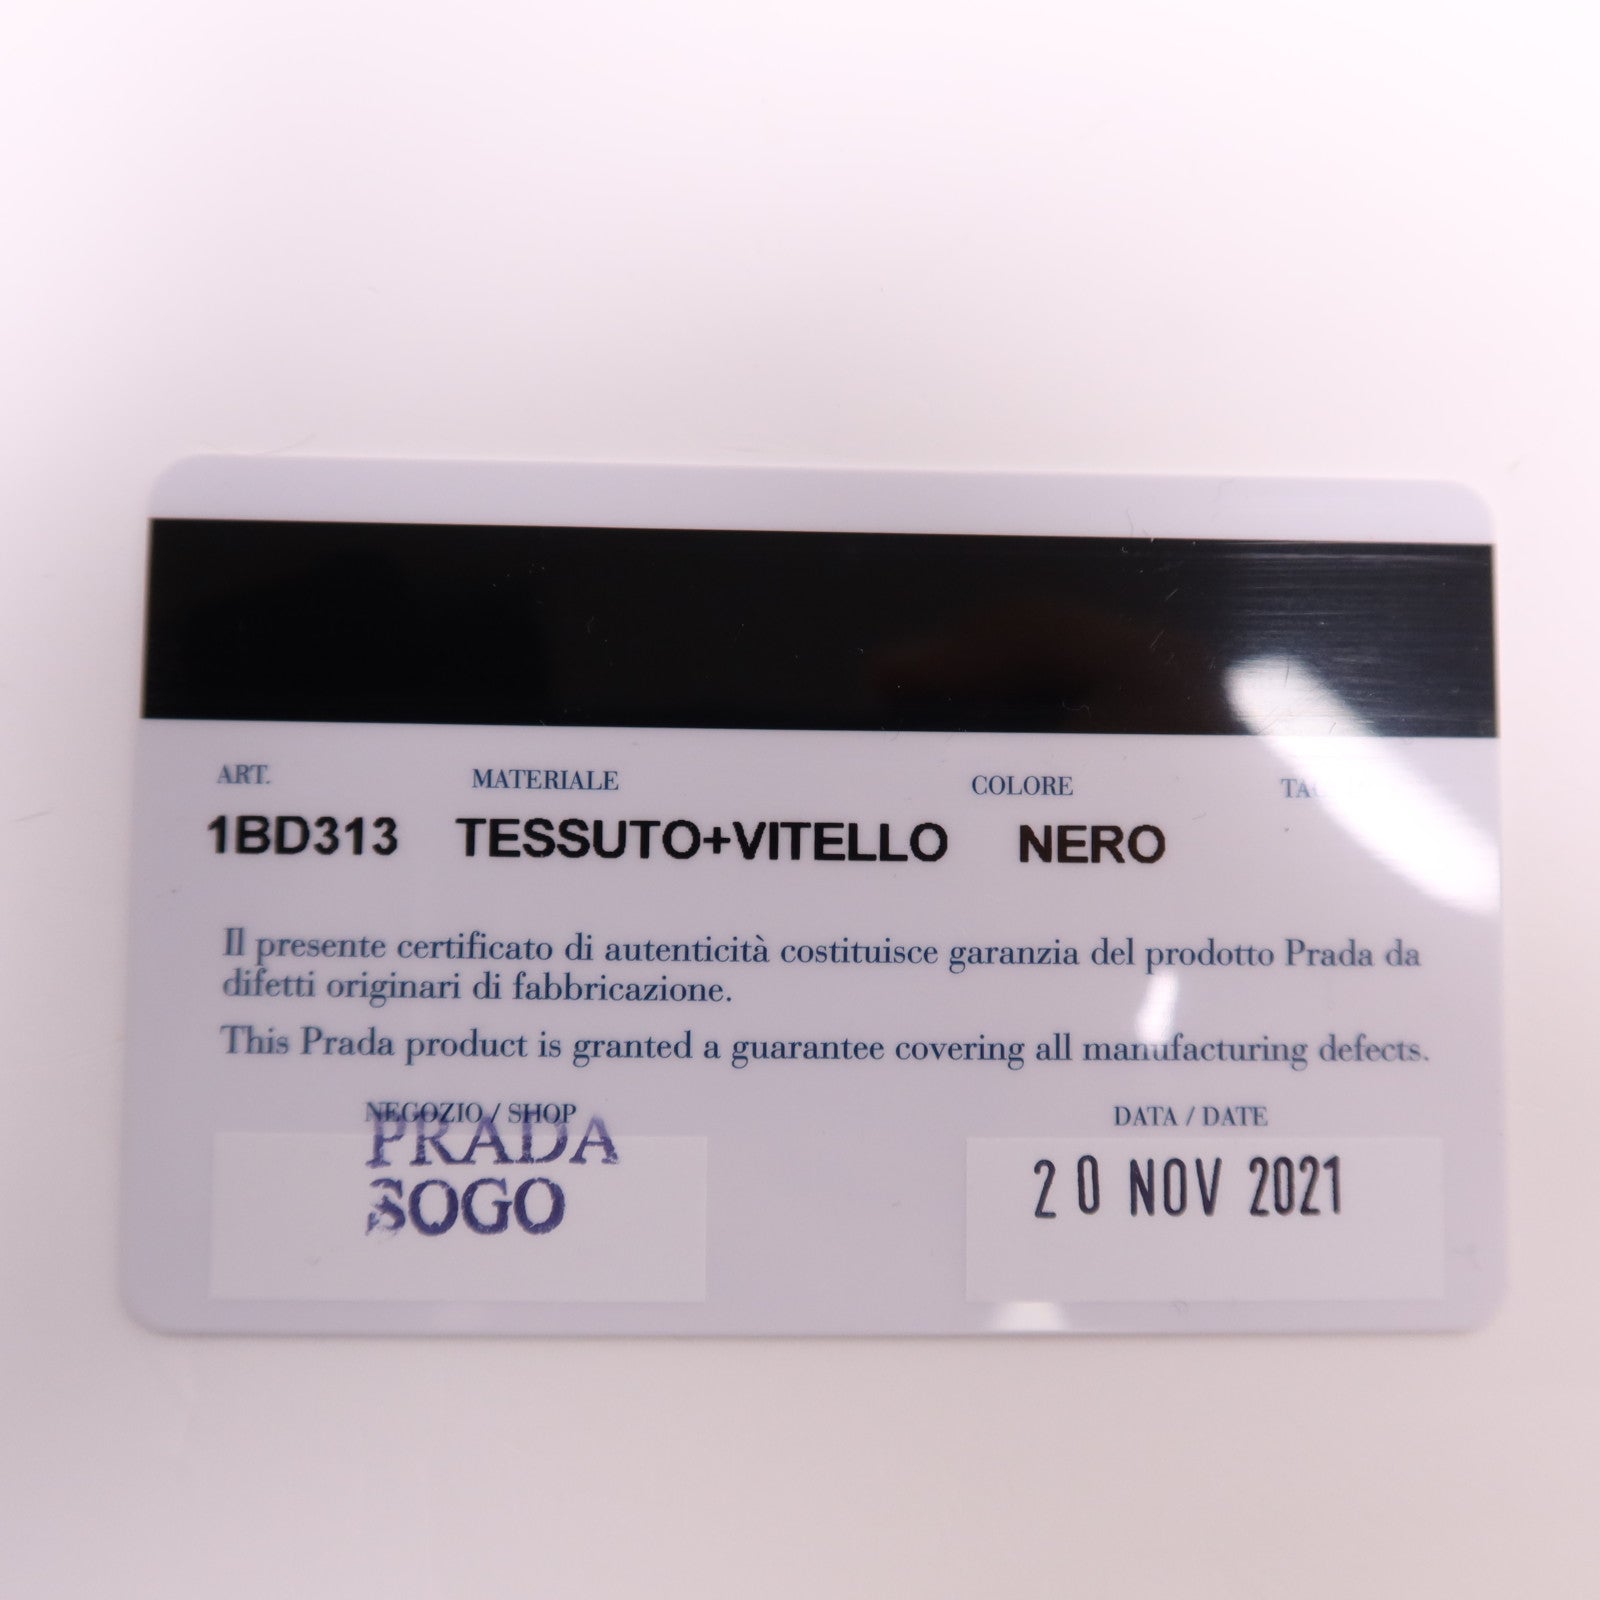 ART. MATERIALE COLORE
1BD313 TESSUTO+VITELLO NERO
Il presente certificato di autenticità costituisce garanzia del prodotto Prada da
difetti originari di fabbricazione.
This Prada product is granted a guarantee covering all manufacturing defects.
NEGOZIO / SHOP DATA / DATE
PRADA
SOGO
20 NOV 2021